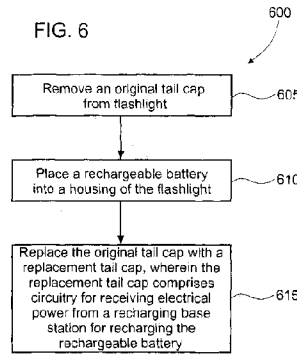 FIG. 6
600
Remove an original tail cap
from flashlight
605
Place a rechargeable battery
into a housing of the flashlight
610
Replace the original tail cap with a
replacement tail cap, wherein the
replacement tail cap comprises
circuitry for receiving electrical
power from a recharging base
station for recharging the
rechargeable battery
615